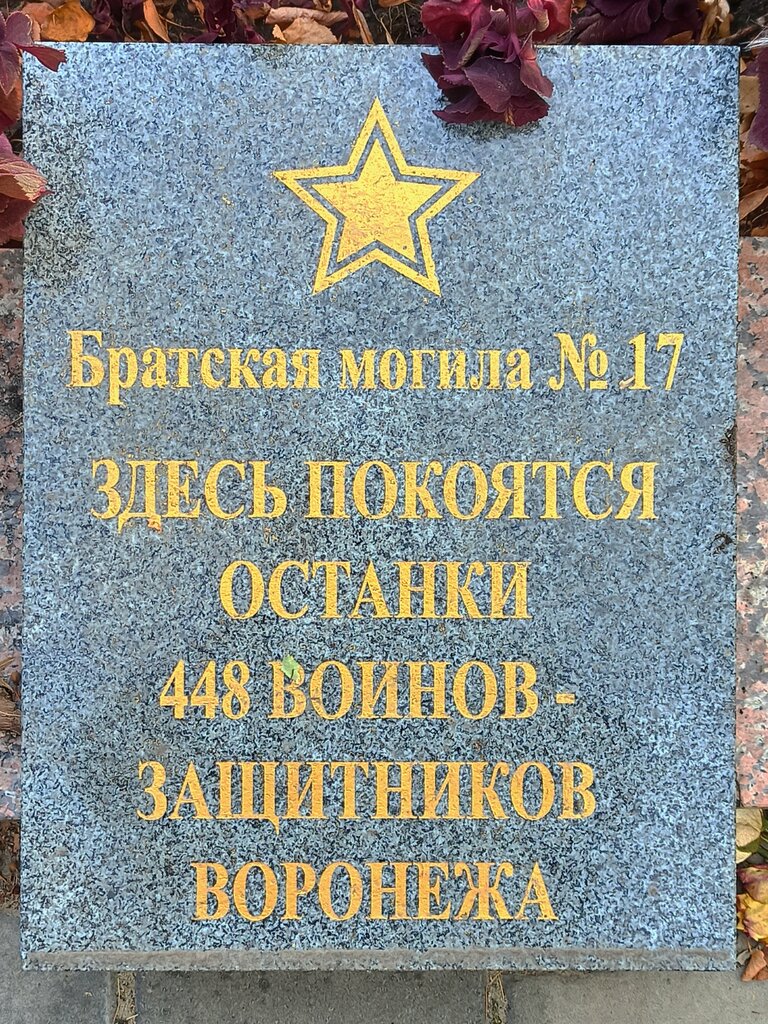 Братская могила № 17
ЗДЕСЬ ПОКОЯТСЯ
ОСТАНКИ
448 ВОИНОВ -
ЗАЩИТНИКОВ
ВОРОНЕЖА